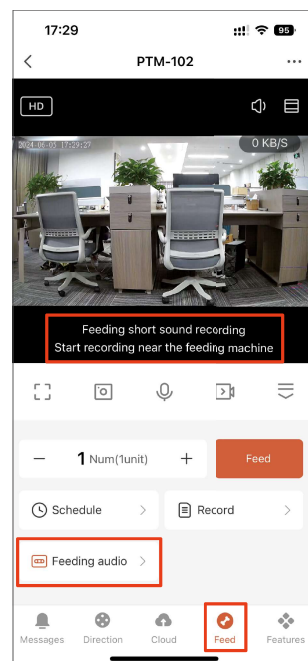 17:29
95
PTM-102
HD
2024-06-05 17:29:27
0 KB/S
Feeding short sound recording
Start recording near the feeding machine
1 Num(1unit)
Feed
Schedule
Record
Feeding audio
Messages
Direction
Cloud
Feed
Features